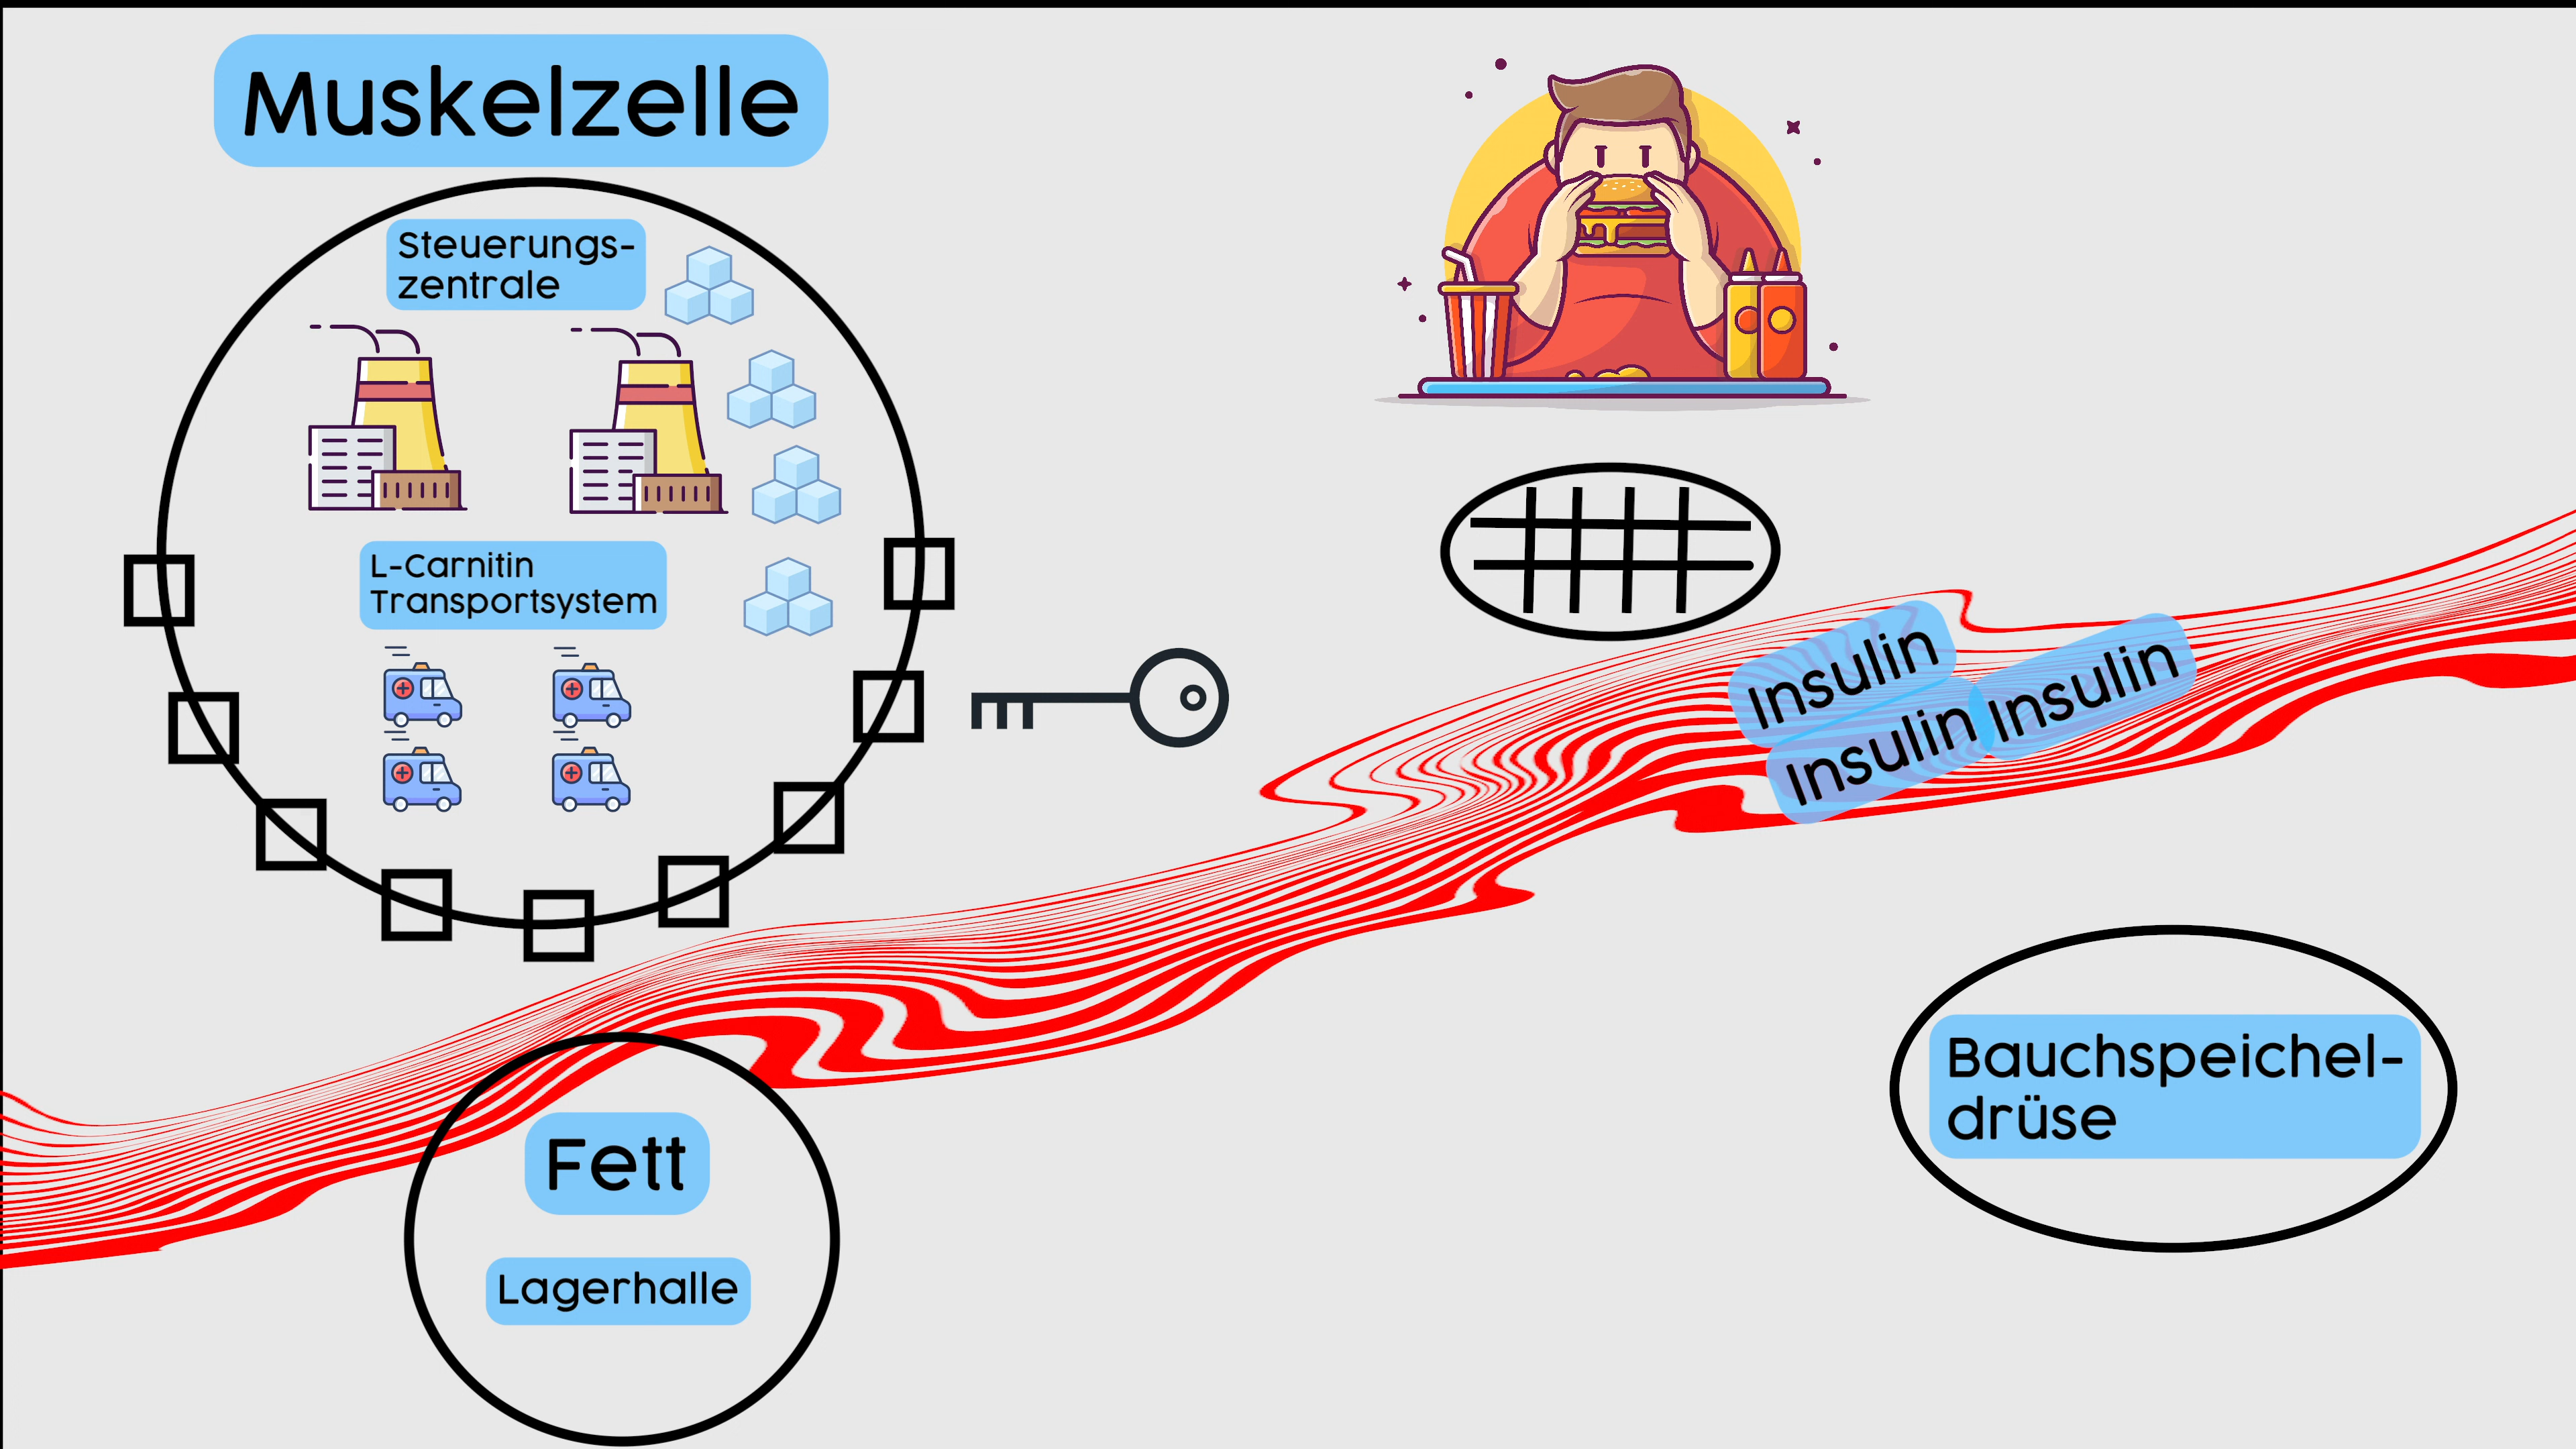 Muskelzelle
Steuerungs-
zentrale
L-Carnitin
Transportsystem
Insulin
Insulin
Insulin
Bauchspeichel-
drüse
Fett
Lagerhalle